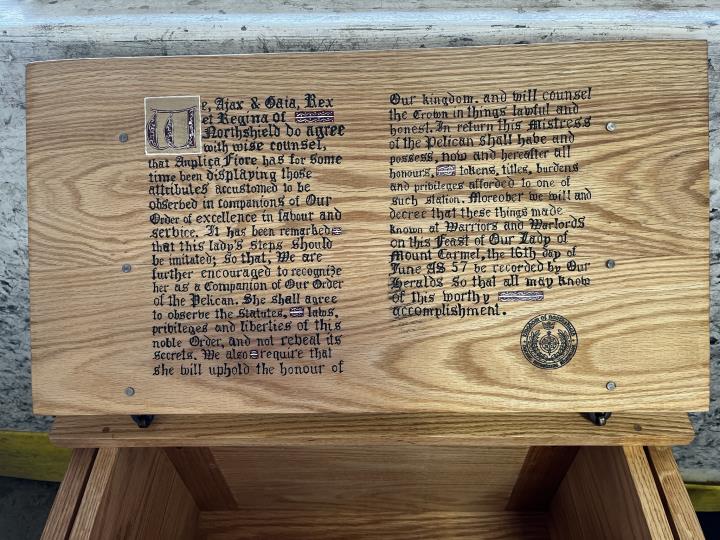 We, Ajax & Gaia, Rex
et Regina of
Northshield do agree
with wise counsel,
that Anplica Fiore has for some
time been displaying those
attributes accustomed to be
observed in companions of Our
Order of excellence in labour and
service. It has been remarked
that this lady's steps should
be imitated; so that, We are
further encouraged to recognize
her as a Companion of Our Order
of the Pelican. She shall agree
to observe the Statutes, laws,
privileges and liberties of this
noble Order, and not reveal its
secrets. We also require that
she will uphold the honour of
Our kingdom. and will counsel
the Crown in things lawful and
honest. In return this Mistress
of the Pelican shall have and
possess, now and hereafter all
honours, tokens, titles, burdens
and privileges afforded to one of
such station. Moreover we will and
decree that these things made
known at Warriors and Warlords
on this Feast of Our Lady of
Mount Carmel, the 16th day of
June AS 57 be recorded by Our
Heralds so that all may know
of this worthy
accomplishment.